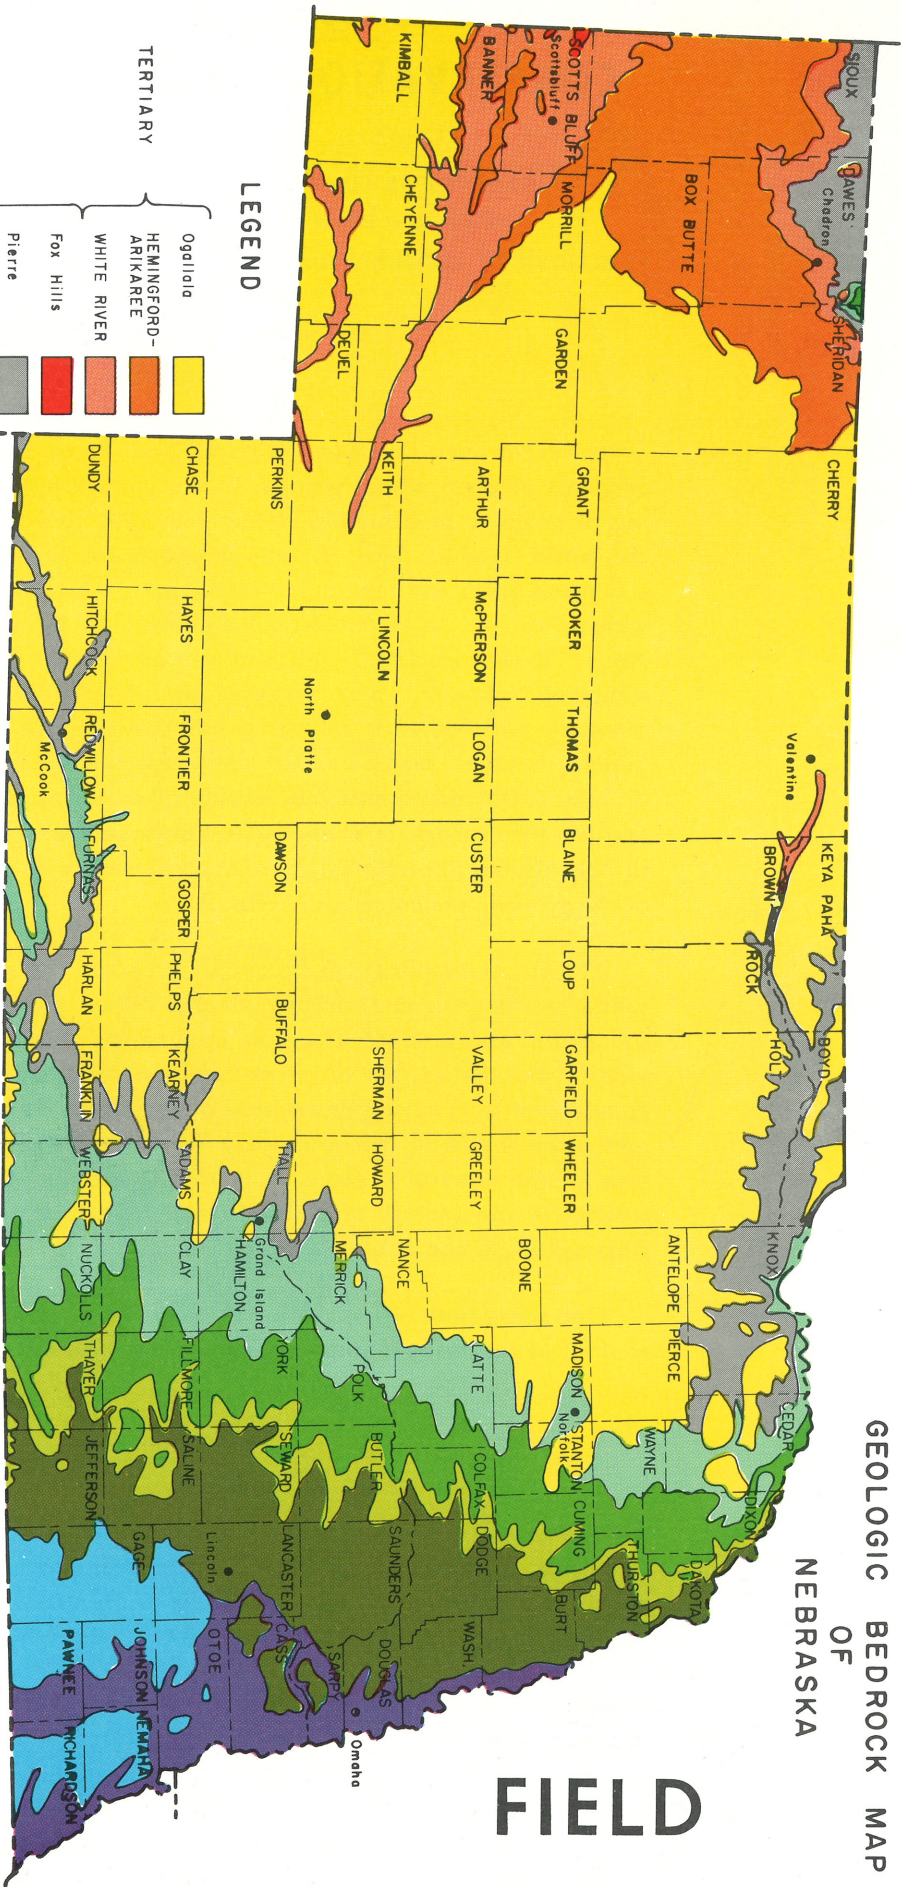 GEOLOGIC BEDROCK MAP
OF
NEBRASKA
FIELD
SIOUX
DAWES
Chadron
SHERIDAN
CHERRY
Valentine
KEYA PAHA
BROWN
ROCK
BOYD
HOLT
KNOX
CEDAR
DIXON
DAKOTA
ANTELOPE
PIERCE
WAYNE
THURSTON
SCOTTS BLUFF
Scottsbluff
BOX BUTTE
MORRILL
GARDEN
GRANT
HOOKER
THOMAS
BLAINE
LOUP
GARFIELD
WHEELER
BOONE
MADISON
Norfolk
STANTON
CUMING
BURT
BANNER
ARTHUR
McPHERSON
LOGAN
CUSTER
VALLEY
GREELEY
NANCE
PLATTE
COLFAX
DODGE
WASH.
KIMBALL
CHEYENNE
DEUEL
KEITH
LINCOLN
North Platte
SHERMAN
HOWARD
MERRICK
POLK
BUTLER
SAUNDERS
DOUGLAS
Omaha
SARPY
PERKINS
DAWSON
BUFFALO
HALL
Grand Island
HAMILTON
YORK
SEWARD
LANCASTER
Lincoln
CASS
OTOE
CHASE
HAYES
FRONTIER
GOSPER
PHELPS
KEARNEY
ADAMS
CLAY
FILLMORE
SALINE
GAGE
JOHNSON
NEMAHA
DUNDY
HITCHCOCK
REDWILLOW
McCook
FURNAS
HARLAN
FRANKLIN
WEBSTER
NUCKOLLS
THAYER
JEFFERSON
PAWNEE
RICHARDSON
LEGEND
TERTIARY
Ogallala
HEMINGFORD-
ARIKAREE
WHITE RIVER
Fox Hills
Pierre